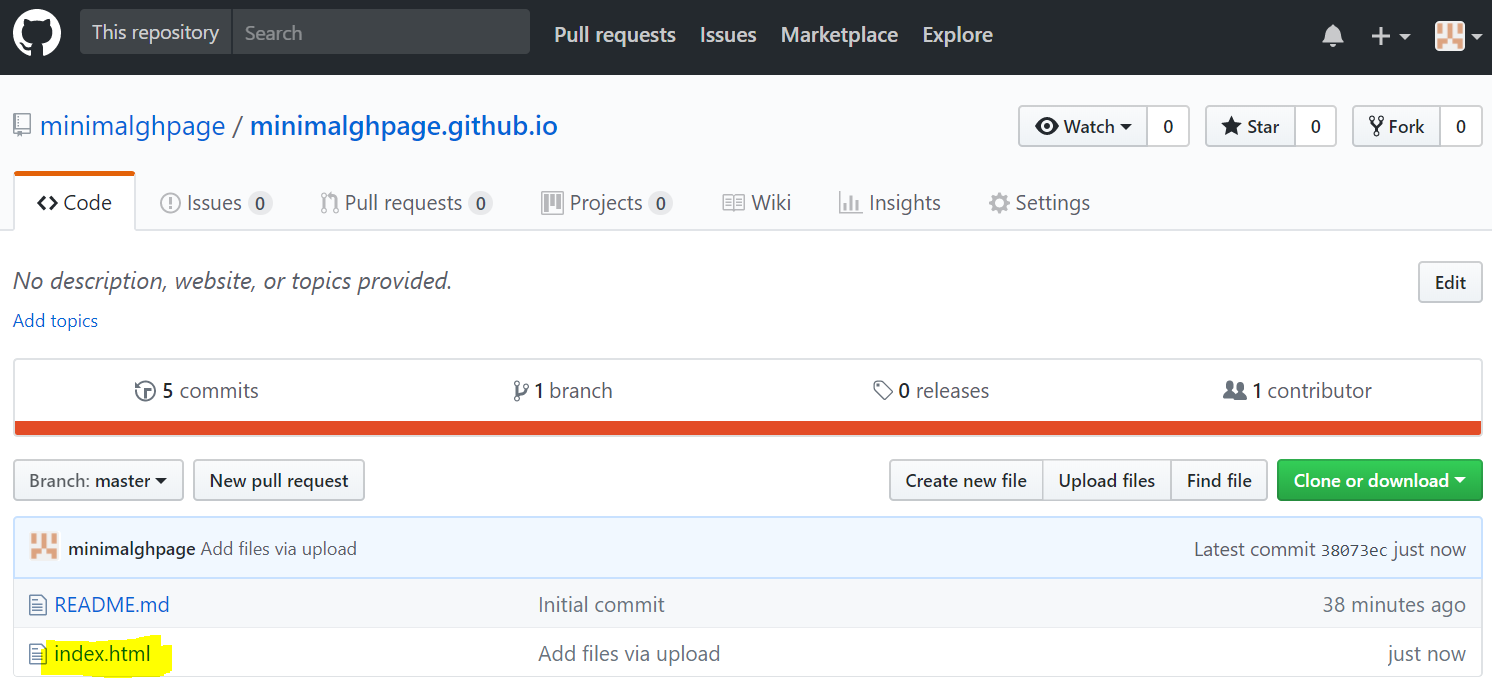 This repository Search Pull requests Issues Marketplace Explore
minimalghpage / minimalghpage.github.io Watch 0 Star 0 Fork 0
Code Issues 0 Pull requests 0 Projects 0 Wiki Insights Settings
No description, website, or topics provided. Edit
Add topics
5 commits 1 branch 0 releases 1 contributor
Branch: master New pull request Create new file Upload files Find file Clone or download
minimalghpage Add files via upload Latest commit 38073ec just now
README.md Initial commit 38 minutes ago
index.html Add files via upload just now